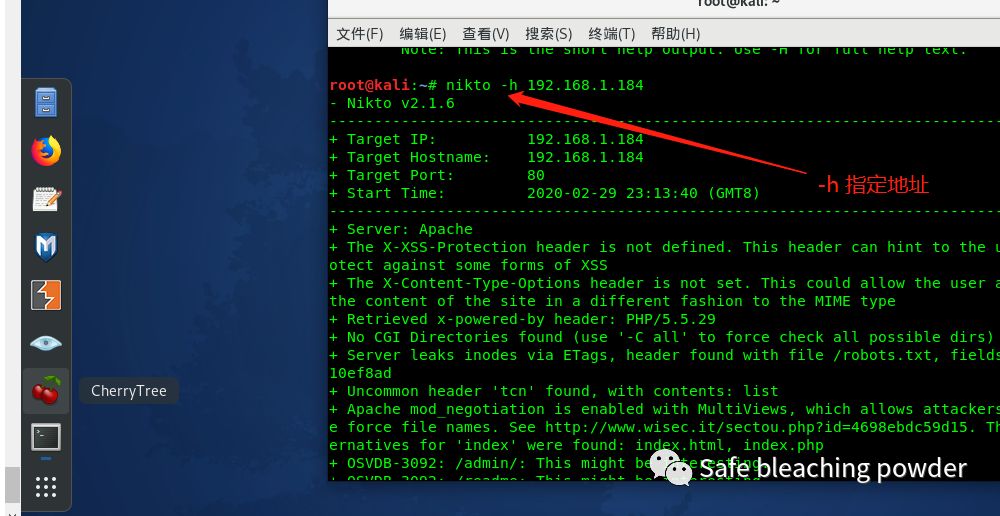 root@kali: ~
文件(F) 编辑(E) 查看(V) 搜索(S) 终端(T) 帮助(H)
Note: This is the short help output. Use -H for full help text.
root@kali:~# nikto -h 192.168.1.184
- Nikto v2.1.6
---------------------------------------------------------------------------
+ Target IP: 192.168.1.184
+ Target Hostname: 192.168.1.184
+ Target Port: 80
+ Start Time: 2020-02-29 23:13:40 (GMT8)
-h 指定地址
---------------------------------------------------------------------------
+ Server: Apache
+ The X-XSS-Protection header is not defined. This header can hint to the u
otect against some forms of XSS
+ The X-Content-Type-Options header is not set. This could allow the user a
the content of the site in a different fashion to the MIME type
+ Retrieved x-powered-by header: PHP/5.5.29
+ No CGI Directories found (use '-C all' to force check all possible dirs)
+ Server leaks inodes via ETags, header found with file /robots.txt, fields
10ef8ad
+ Uncommon header 'tcn' found, with contents: list
CherryTree
+ Apache mod_negotiation is enabled with MultiViews, which allows attackers
e force file names. See http://www.wisec.it/sectou.php?id=4698ebdc59d15. Th
ernatives for 'index' were found: index.html, index.php
+ OSVDB-3092: /admin/: This might be interesting
Safe bleaching powder
+ OSVDB-3092: /readme: This might be interesting